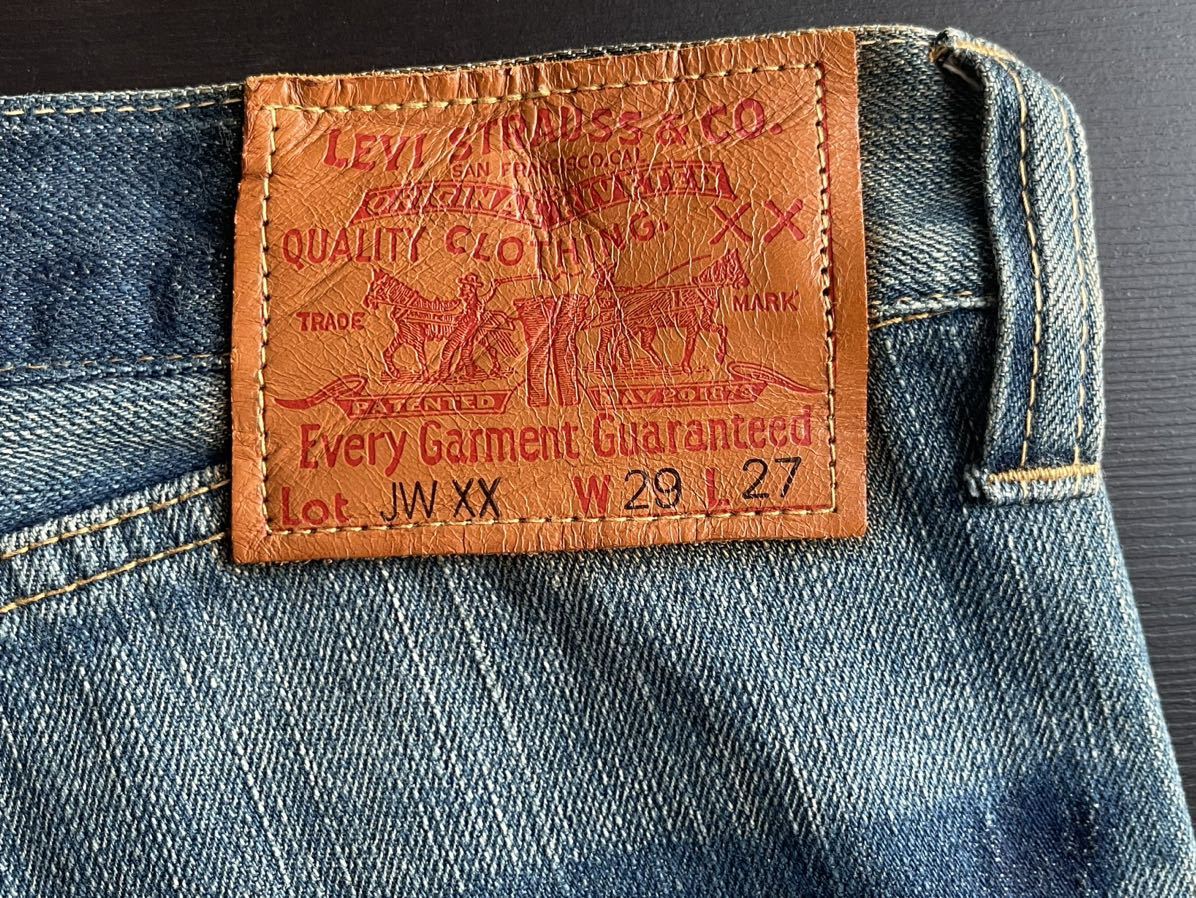 LEVI STRAUSS & CO.
SAN FRANCISCO, CAL.
ORIGINAL RIVETED
QUALITY CLOTHING. XX
TRADE MARK
PATENTED MAY 20 1873
Every Garment Guaranteed
Lot JW XX W 29 L 27